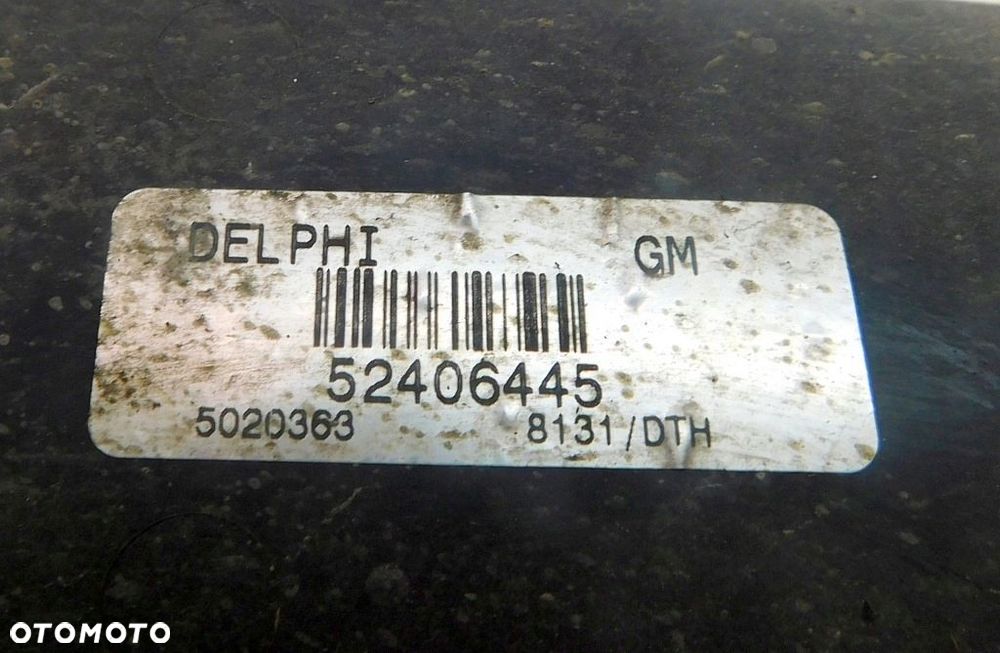 DELPHI GM
52406445
5020363 8131/DTH
OTOMOTO